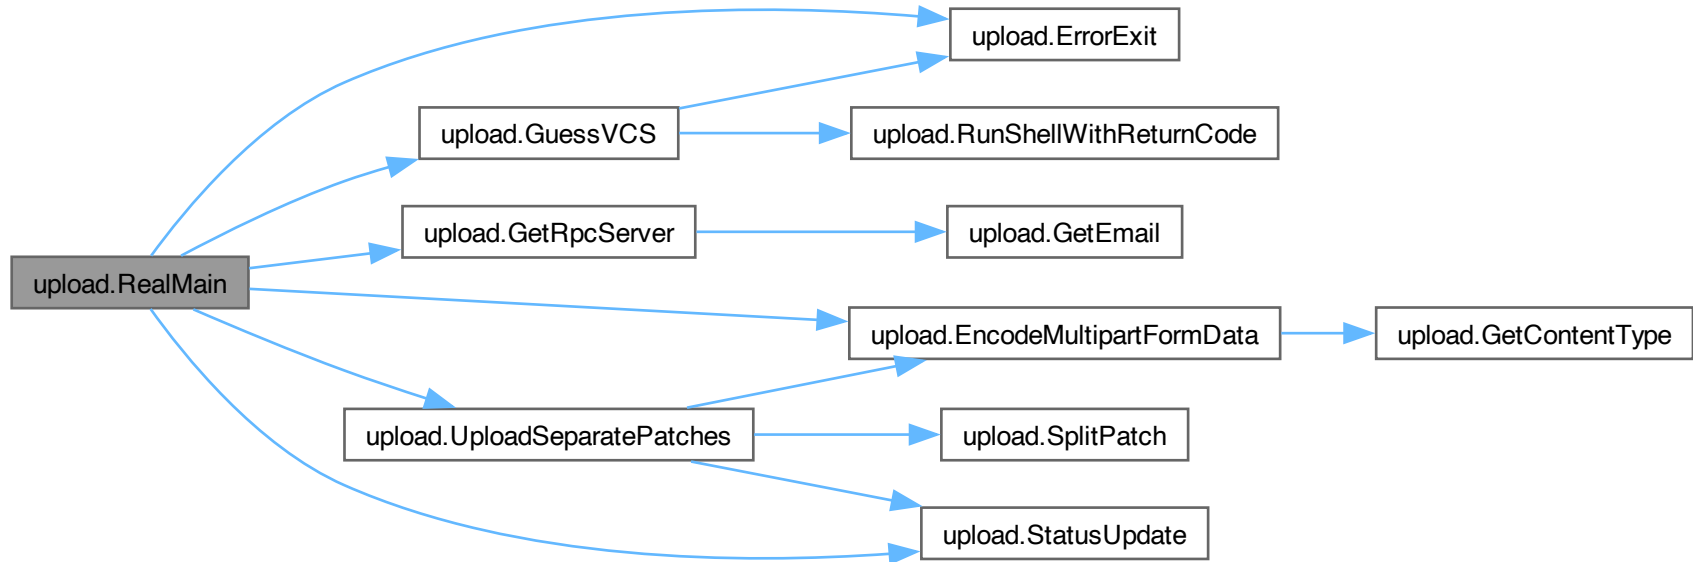 upload.ErrorExit
upload.GuessVCS
upload.RunShellWithReturnCode
upload.GetRpcServer
upload.GetEmail
upload.RealMain
upload.EncodeMultipartFormData
upload.GetContentType
upload.UploadSeparatePatches
upload.SplitPatch
upload.StatusUpdate